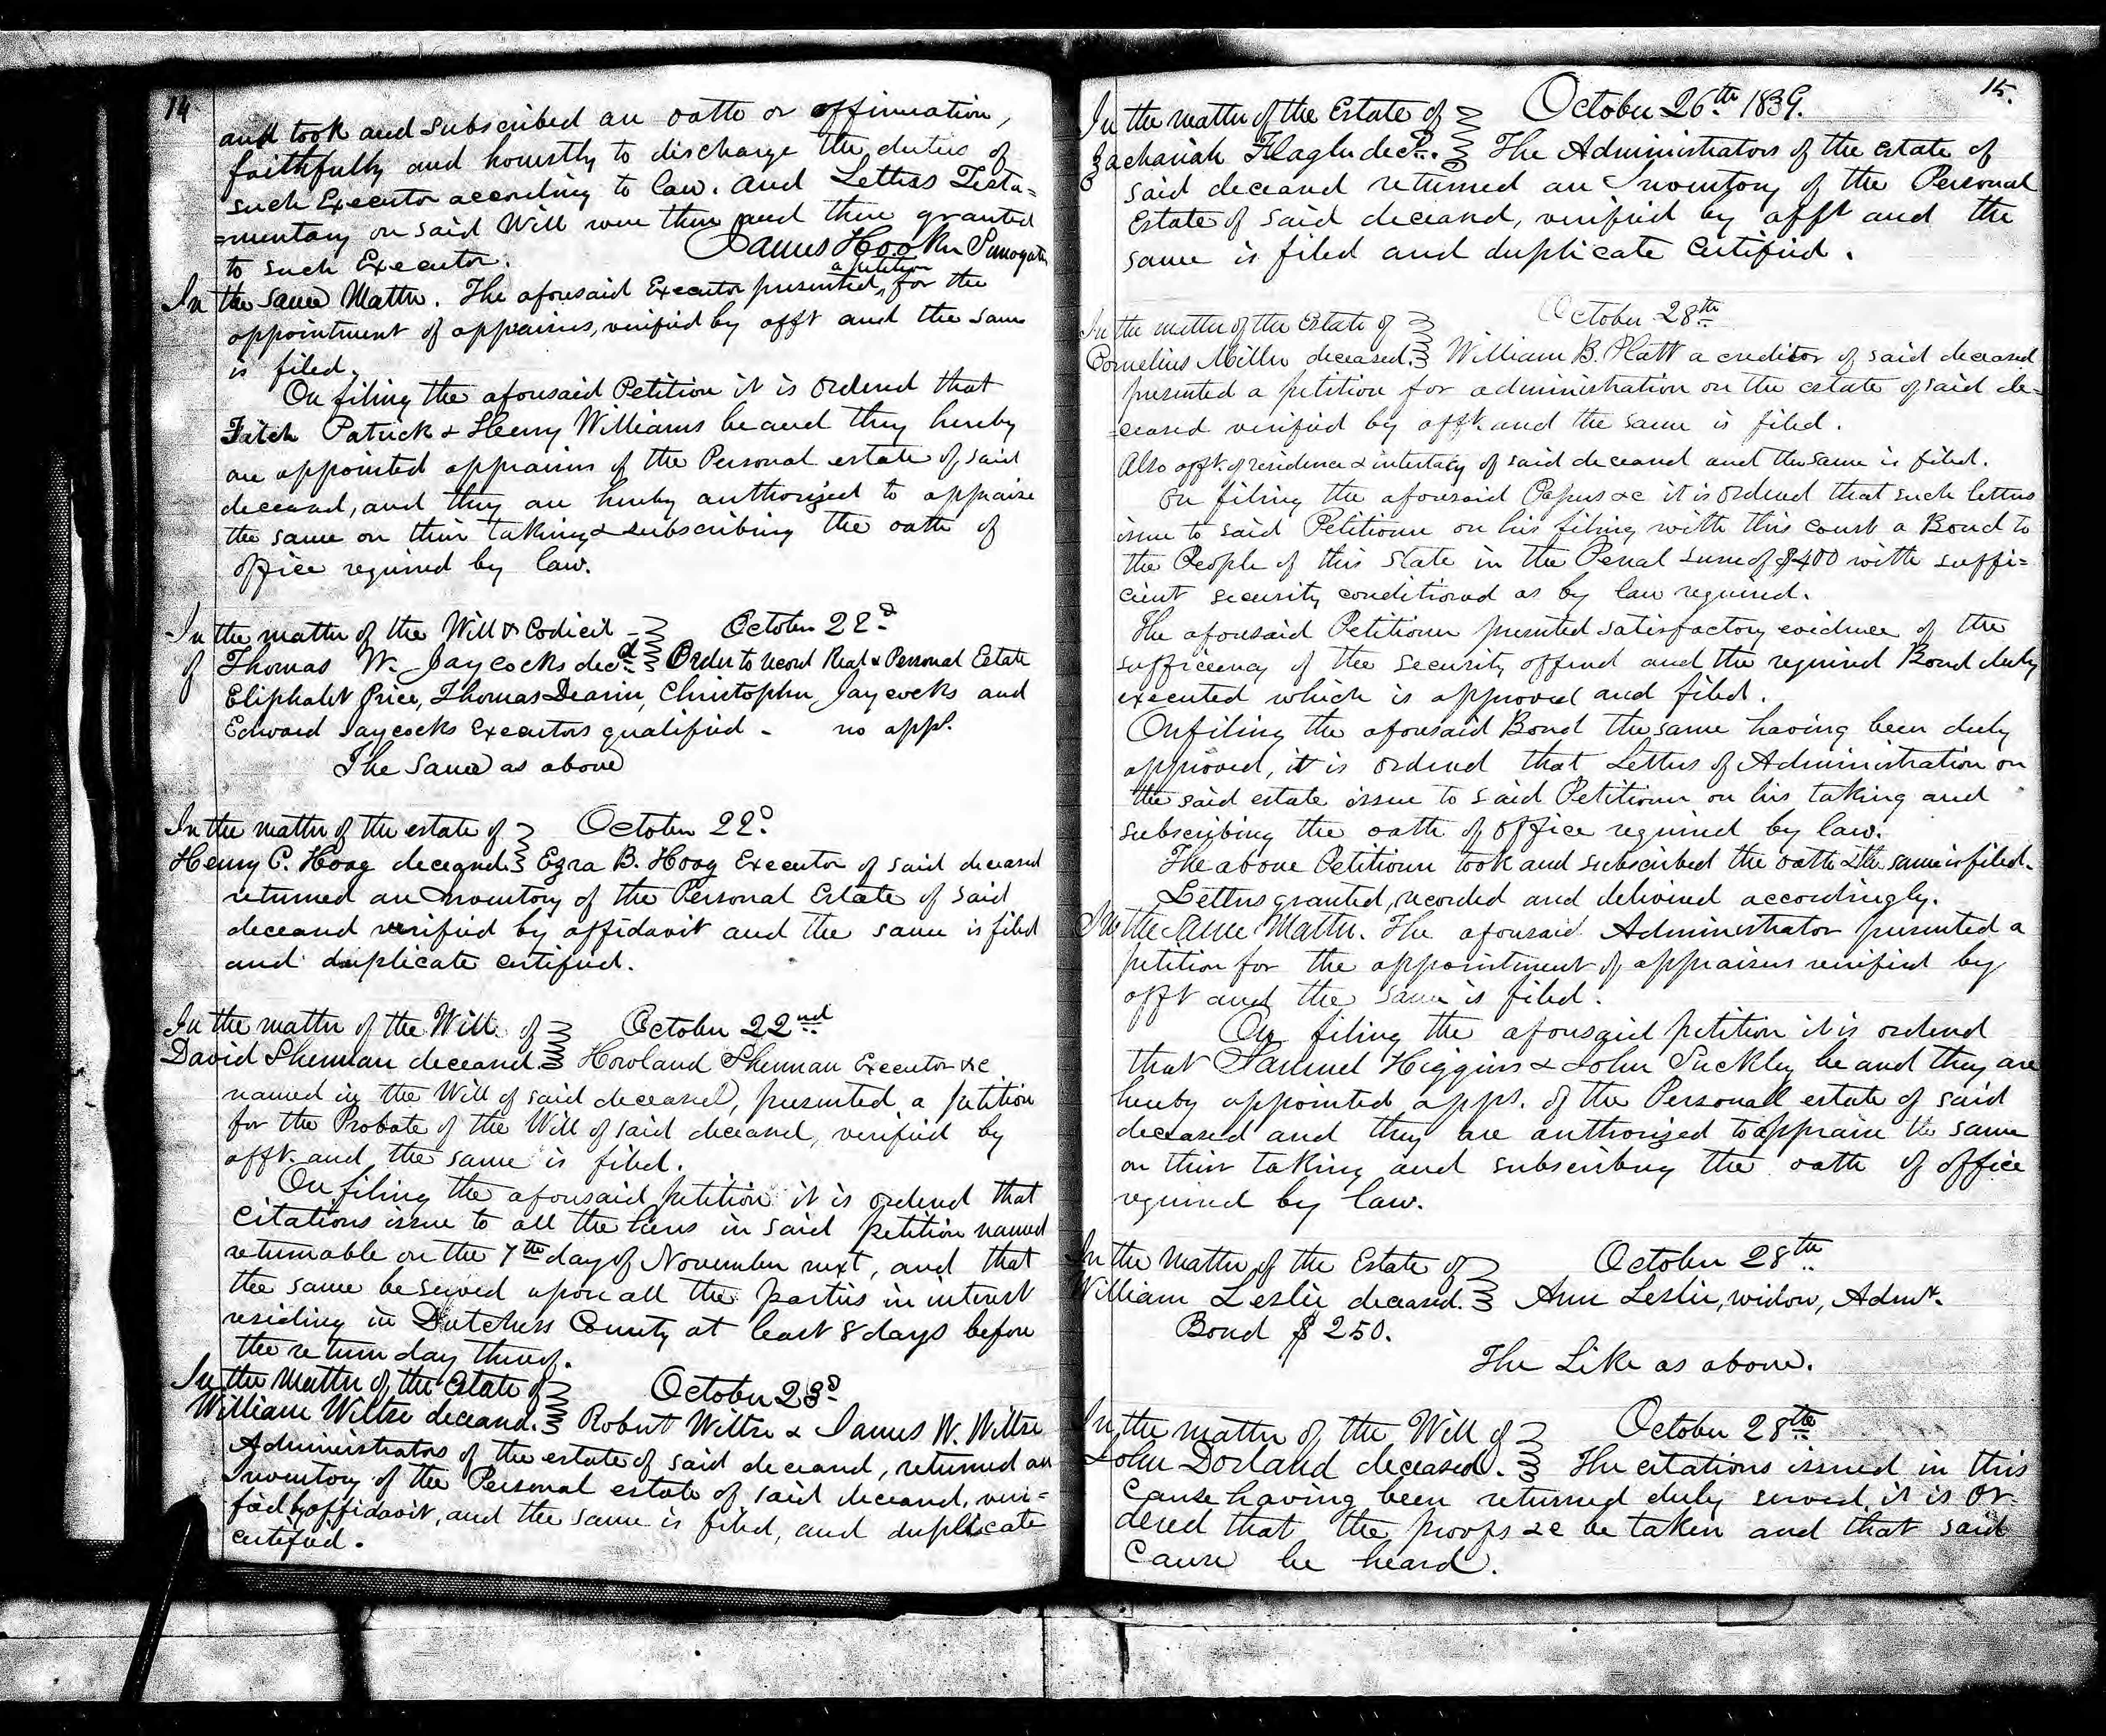 14
and took and subscribed an oath or affirmation,
faithfully and honestly to discharge the duties of
such Executor according to law. and Letters Testa=
=mentary on said Will were then and there granted
to such Executor. James Hooker Surrogate
In the same Matter. The aforesaid Executor presented a petition for the
appointment of appraisers, verified by afft and the same
is filed.
On filing the aforesaid Petition it is Ordered that
Fitch Patrick & Henry Williams be and they hereby
are appointed appraisers of the Personal estate of said
deceased, and they are hereby authorized to appraise
the same on their taking & subscribing the oath of
office required by law.
In the matter of the Will & Codicil October 22d
of Thomas W. Jaycocks decd. Order to record Real & Personal Estate
Eliphalet Price, Thomas Dearin, Christopher Jaycocks and
Edward Jaycocks Executors qualified - no appr.
The Same as above
In the matter of the estate of October 22d
Henry C. Hoag deceased. Ezra B. Hoag Executor of said deceased
returned an Inventory of the Personal Estate of said
deceased verified by affidavit and the same is filed
and duplicate certified.
In the matter of the Will of October 22nd
David Sherman deceased. Howland Sherman Executor &c
named in the Will of said deceased, presented a petition
for the Probate of the Will of said deceased, verified by
afft. and the same is filed.
On filing the aforesaid petition it is ordered that
citations issue to all the heirs in said petition named
returnable on the 7th day of November next, and that
the same be served upon all the parties in interest
residing in Dutchess County at least 8 days before
the return day thereof.
In the Matter of the Estate of October 23d
William Wiltse deceased. Robert Wiltse & James W. Wiltse
Administrators of the estate of said deceased, returned an
Inventory of the Personal estate of said deceased, veri=
fied by affidavit, and the same is filed, and duplicate
certified.
15.
In the matter of the Estate of October 26th 1839.
Zachariah Flagler decd. The Administrators of the estate of
said deceased returned an Inventory of the Personal
Estate of said deceased, verified by afft and the
same is filed and duplicate certified.
In the matter of the Estate of October 28th
Cornelius Miller deceased. William B. Platt a creditor of said deceased
presented a petition for administration on the estate of said de=
=ceased verified by afft. and the same is filed.
Also afft. of residence & intestacy of said deceased and the same is filed.
On filing the aforesaid Papers &c it is Ordered that such letters
issue to said Petitioner on his filing with this court a Bond to
the People of this State in the Penal sum of $400 with suffi=
cient security conditioned as by law required.
The aforesaid Petitioner presented satisfactory evidence of the
sufficiency of the security offered and the required Bond duly
executed which is approved and filed.
On filing the aforesaid Bond the same having been duly
approved, it is ordered that Letters of Administration on
the said estate issue to said Petitioner on his taking and
subscribing the oath of office required by law.
The above Petitioner took and subscribed the oath & the same is filed.
Letters granted, recorded and delivered accordingly.
In the same Matter. The aforesaid Administrator presented a
petition for the appointment of appraisers verified by
afft and the same is filed.
On filing the aforesaid petition it is ordered
that Samuel Higgins & John Suckley be and they are
hereby appointed apprs. of the Personall estate of said
deceased and they are authorized to appraise the same
on their taking and subscribing the oath of office
required by law.
In the Matter of the Estate of October 28th
William Leslie deceased. Ann Leslie, widow, Admx.
Bond $250.
The Like as above.
In the matter of the Will of October 28th
John Dorland deceased. The citations issued in this
cause having been returned duly served, it is or-
dered that the proofs &c be taken and that said
cause be heard.